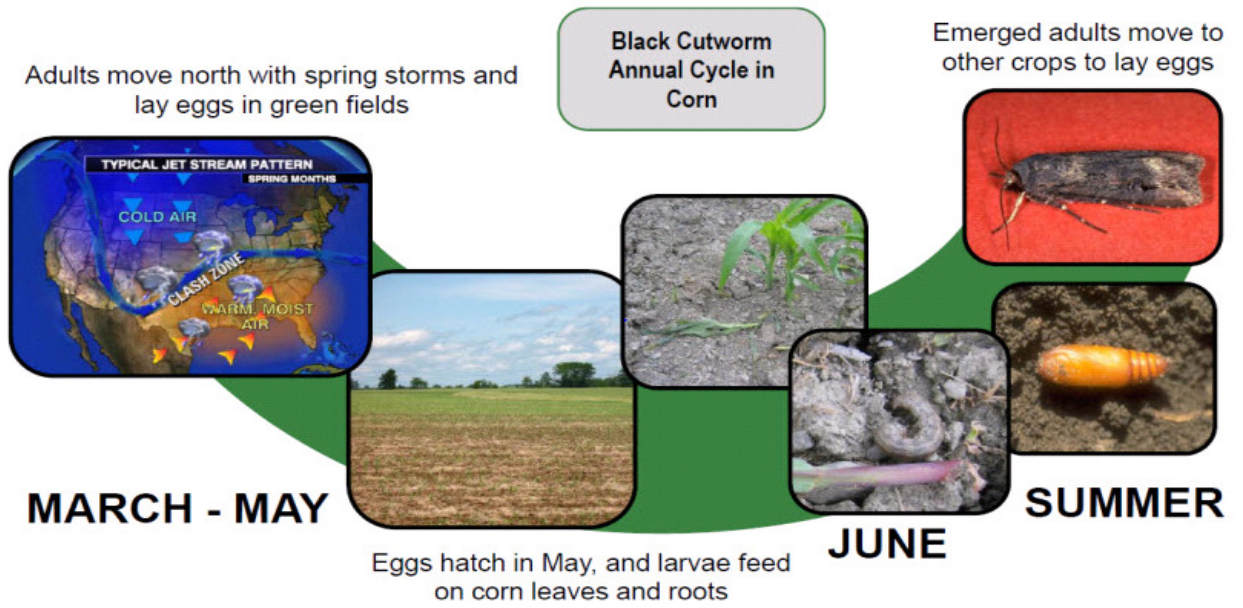 Black Cutworm
Annual Cycle in
Corn
Adults move north with spring storms and
lay eggs in green fields
TYPICAL JET STREAM PATTERN
SPRING MONTHS
COLD AIR
CLASH ZONE
WARM, MOIST
AIR
Emerged adults move to
other crops to lay eggs
MARCH - MAY
Eggs hatch in May, and larvae feed
on corn leaves and roots
JUNE
SUMMER